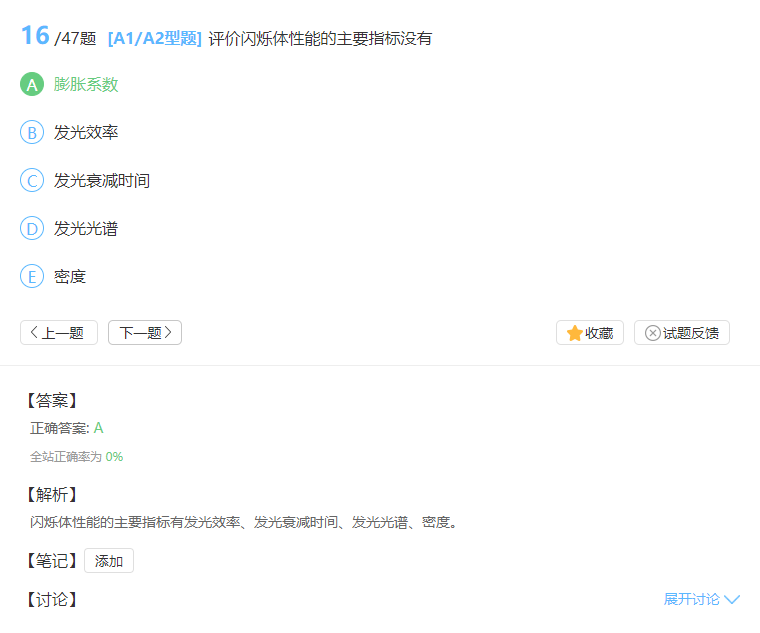 16 /47题 [A1/A2型题] 评价闪烁体性能的主要指标没有
A 膨胀系数
B 发光效率
C 发光衰减时间
D 发光光谱
E 密度
上一题 下一题 收藏 试题反馈
【答案】
正确答案: A
全站正确率为 0%
【解析】
闪烁体性能的主要指标有发光效率、发光衰减时间、发光光谱、密度。
【笔记】 添加
【讨论】 展开讨论